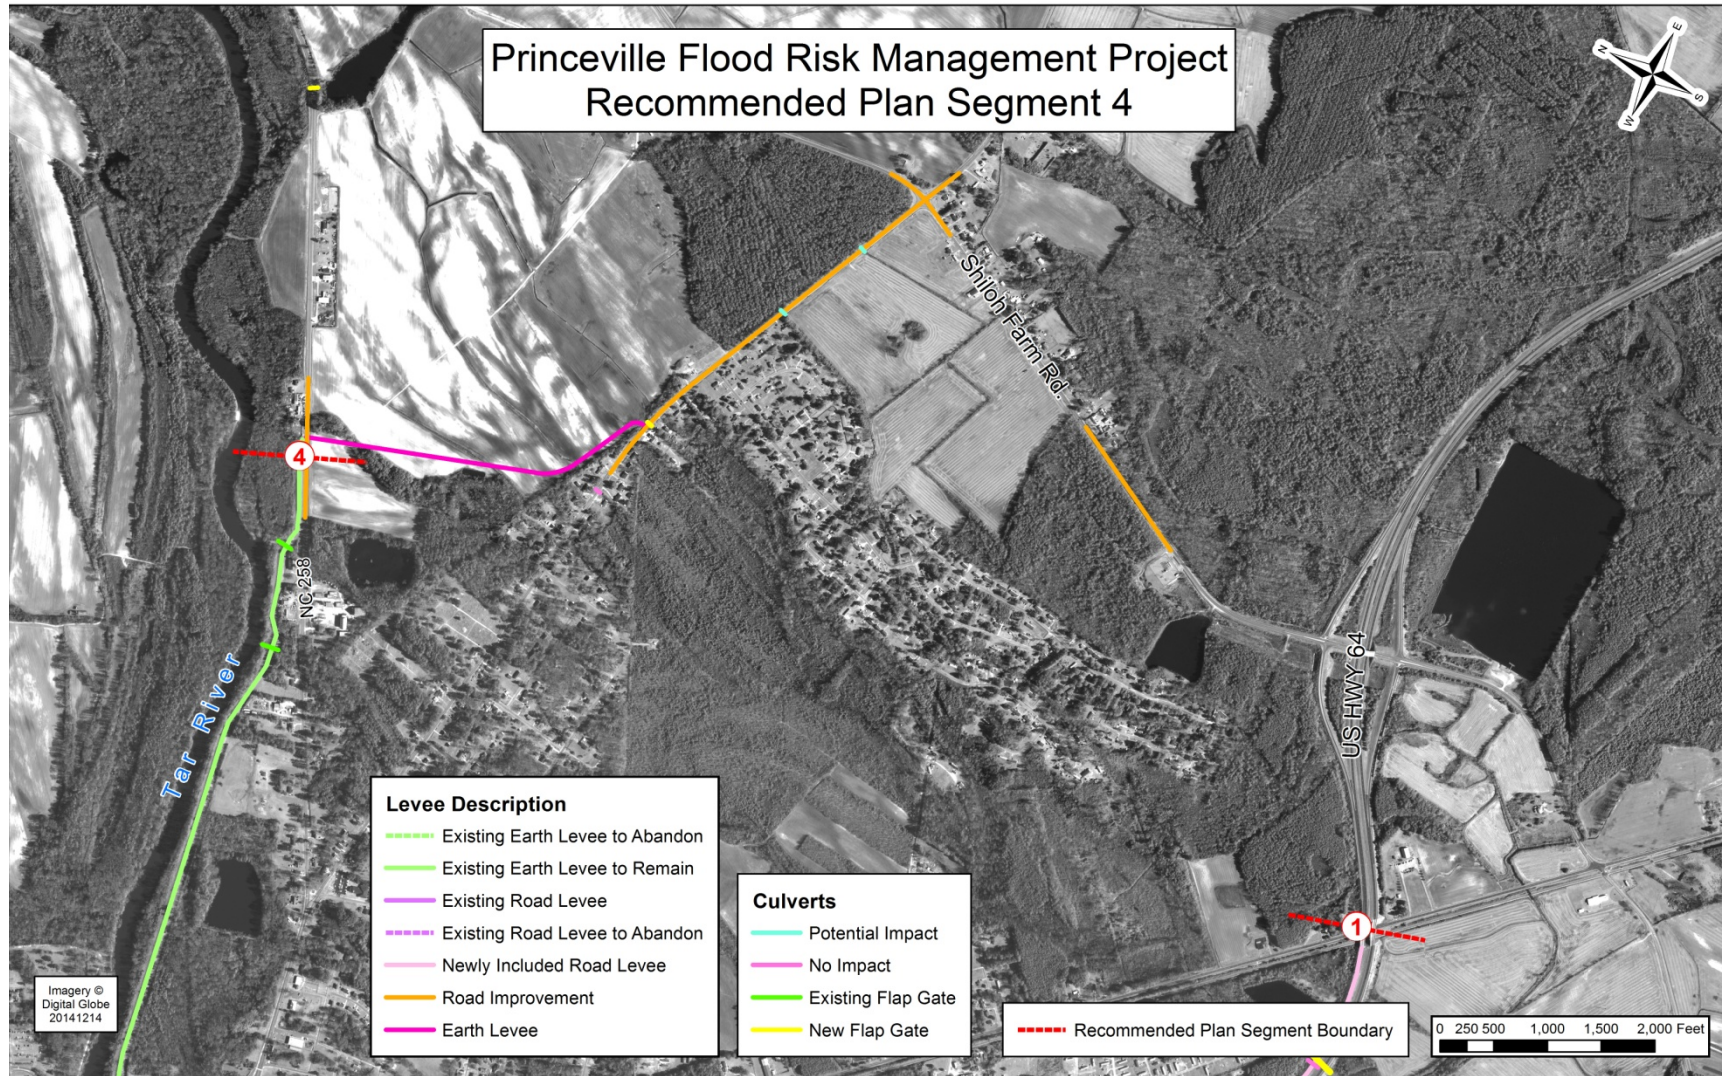 Princeville Flood Risk Management Project
Recommended Plan Segment 4
N
E
W
S
Shiloh Farm Rd.
4
NC 258
Tar River
US HWY 64
1
Levee Description
Existing Earth Levee to Abandon
Existing Earth Levee to Remain
Existing Road Levee
Existing Road Levee to Abandon
Newly Included Road Levee
Road Improvement
Earth Levee
Culverts
Potential Impact
No Impact
Existing Flap Gate
New Flap Gate
Imagery ©
Digital Globe
20141214
Recommended Plan Segment Boundary
0 250 500 1,000 1,500 2,000 Feet